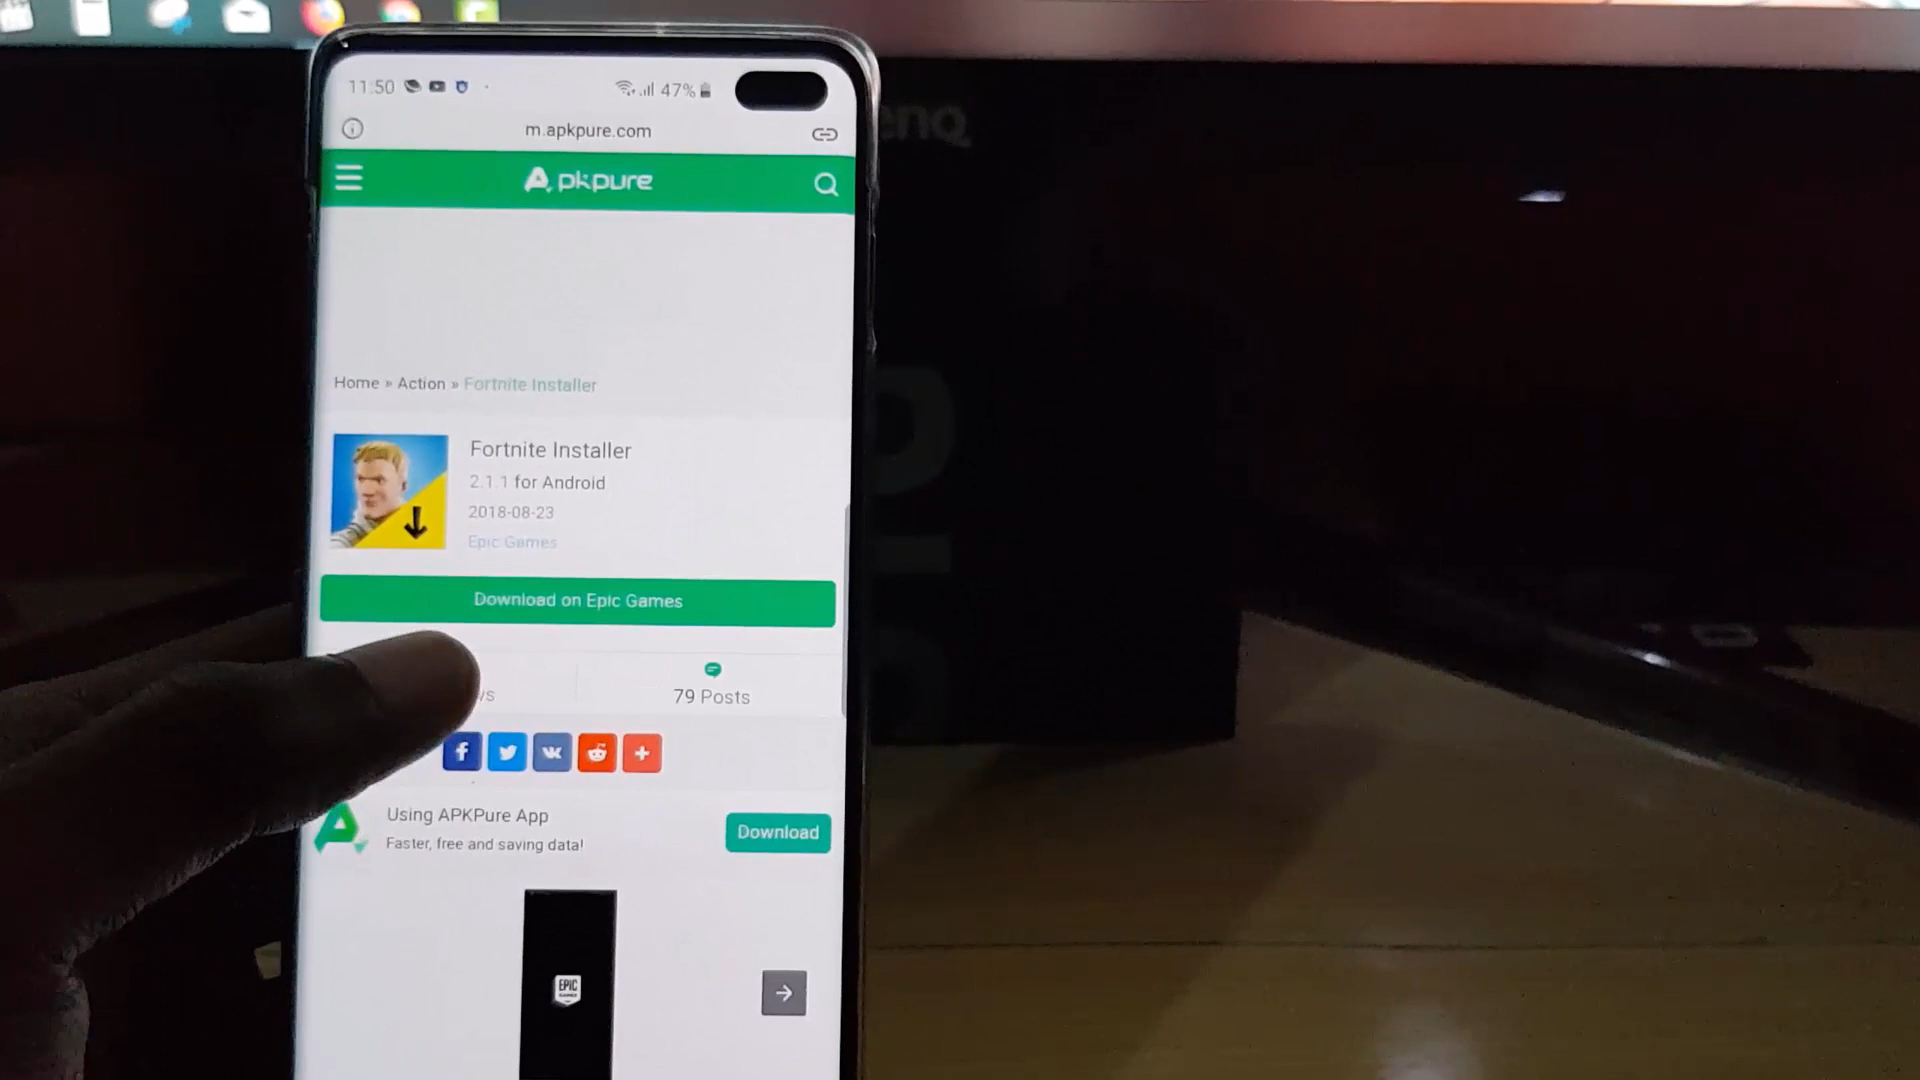 11:50
47%
m.apkpure.com
Apkpure
Home » Action » Fortnite Installer
Fortnite Installer
2.1.1 for Android
2018-08-23
Epic Games
Download on Epic Games
79 Posts
f
Using APKPure App
Faster, free and saving data!
Download
EPIC
GAMES